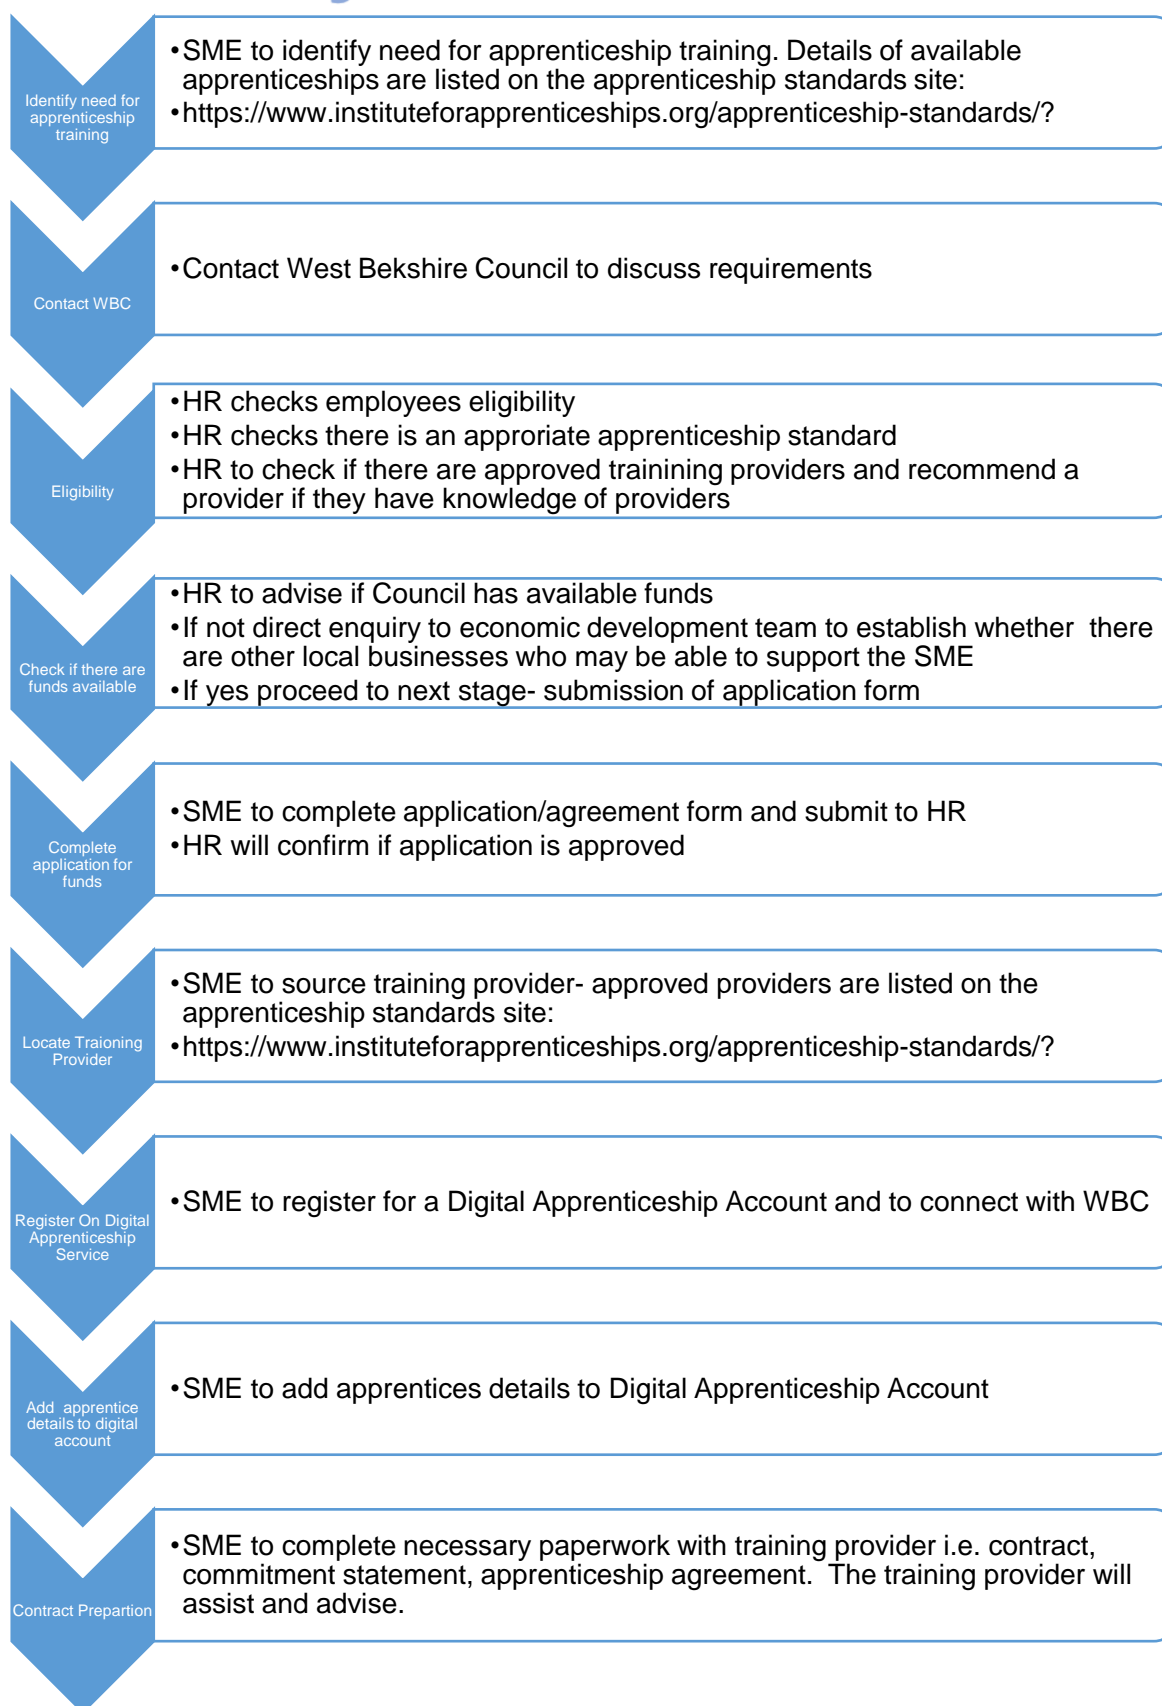 Identify need for
apprenticeship
training
•SME to identify need for apprenticeship training. Details of available
apprenticeships are listed on the apprenticeship standards site:
•https://www.instituteforapprenticeships.org/apprenticeship-standards/?
Contact WBC
•Contact West Bekshire Council to discuss requirements
Eligibility
•HR checks employees eligibility
•HR checks there is an approriate apprenticeship standard
•HR to check if there are approved trainining providers and recommend a
provider if they have knowledge of providers
Check if there are
funds available
•HR to advise if Council has available funds
•If not direct enquiry to economic development team to establish whether there
are other local businesses who may be able to support the SME
•If yes proceed to next stage- submission of application form
Complete
application for
funds
•SME to complete application/agreement form and submit to HR
•HR will confirm if application is approved
Locate Traioning
Provider
•SME to source training provider- approved providers are listed on the
apprenticeship standards site:
•https://www.instituteforapprenticeships.org/apprenticeship-standards/?
Register On Digital
Apprenticeship
Service
•SME to register for a Digital Apprenticeship Account and to connect with WBC
Add apprentice
details to digital
account
•SME to add apprentices details to Digital Apprenticeship Account
Contract Prepartion
•SME to complete necessary paperwork with training provider i.e. contract,
commitment statement, apprenticeship agreement. The training provider will
assist and advise.